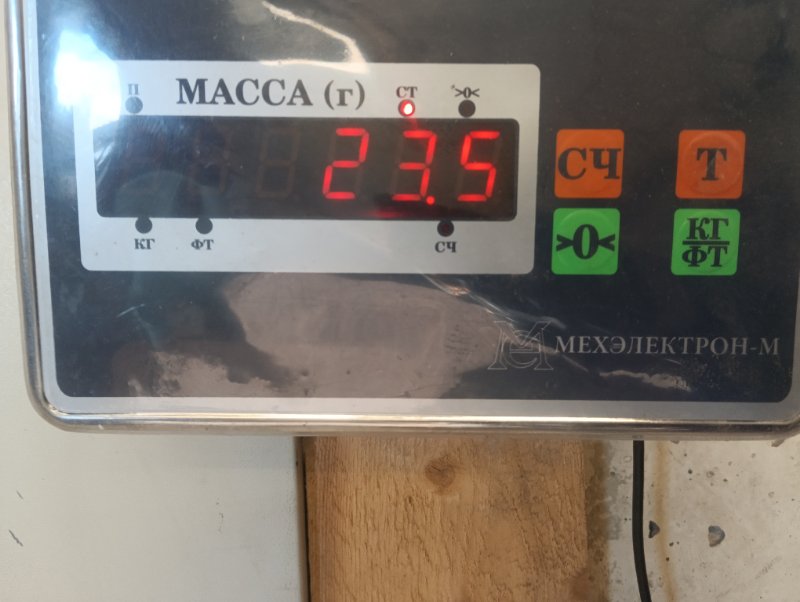 П МАССА (г) СТ >0<
23.5
КГ ФТ СЧ
СЧ Т
>0< КГ/ФТ
МЕХЭЛЕКТРОН-М